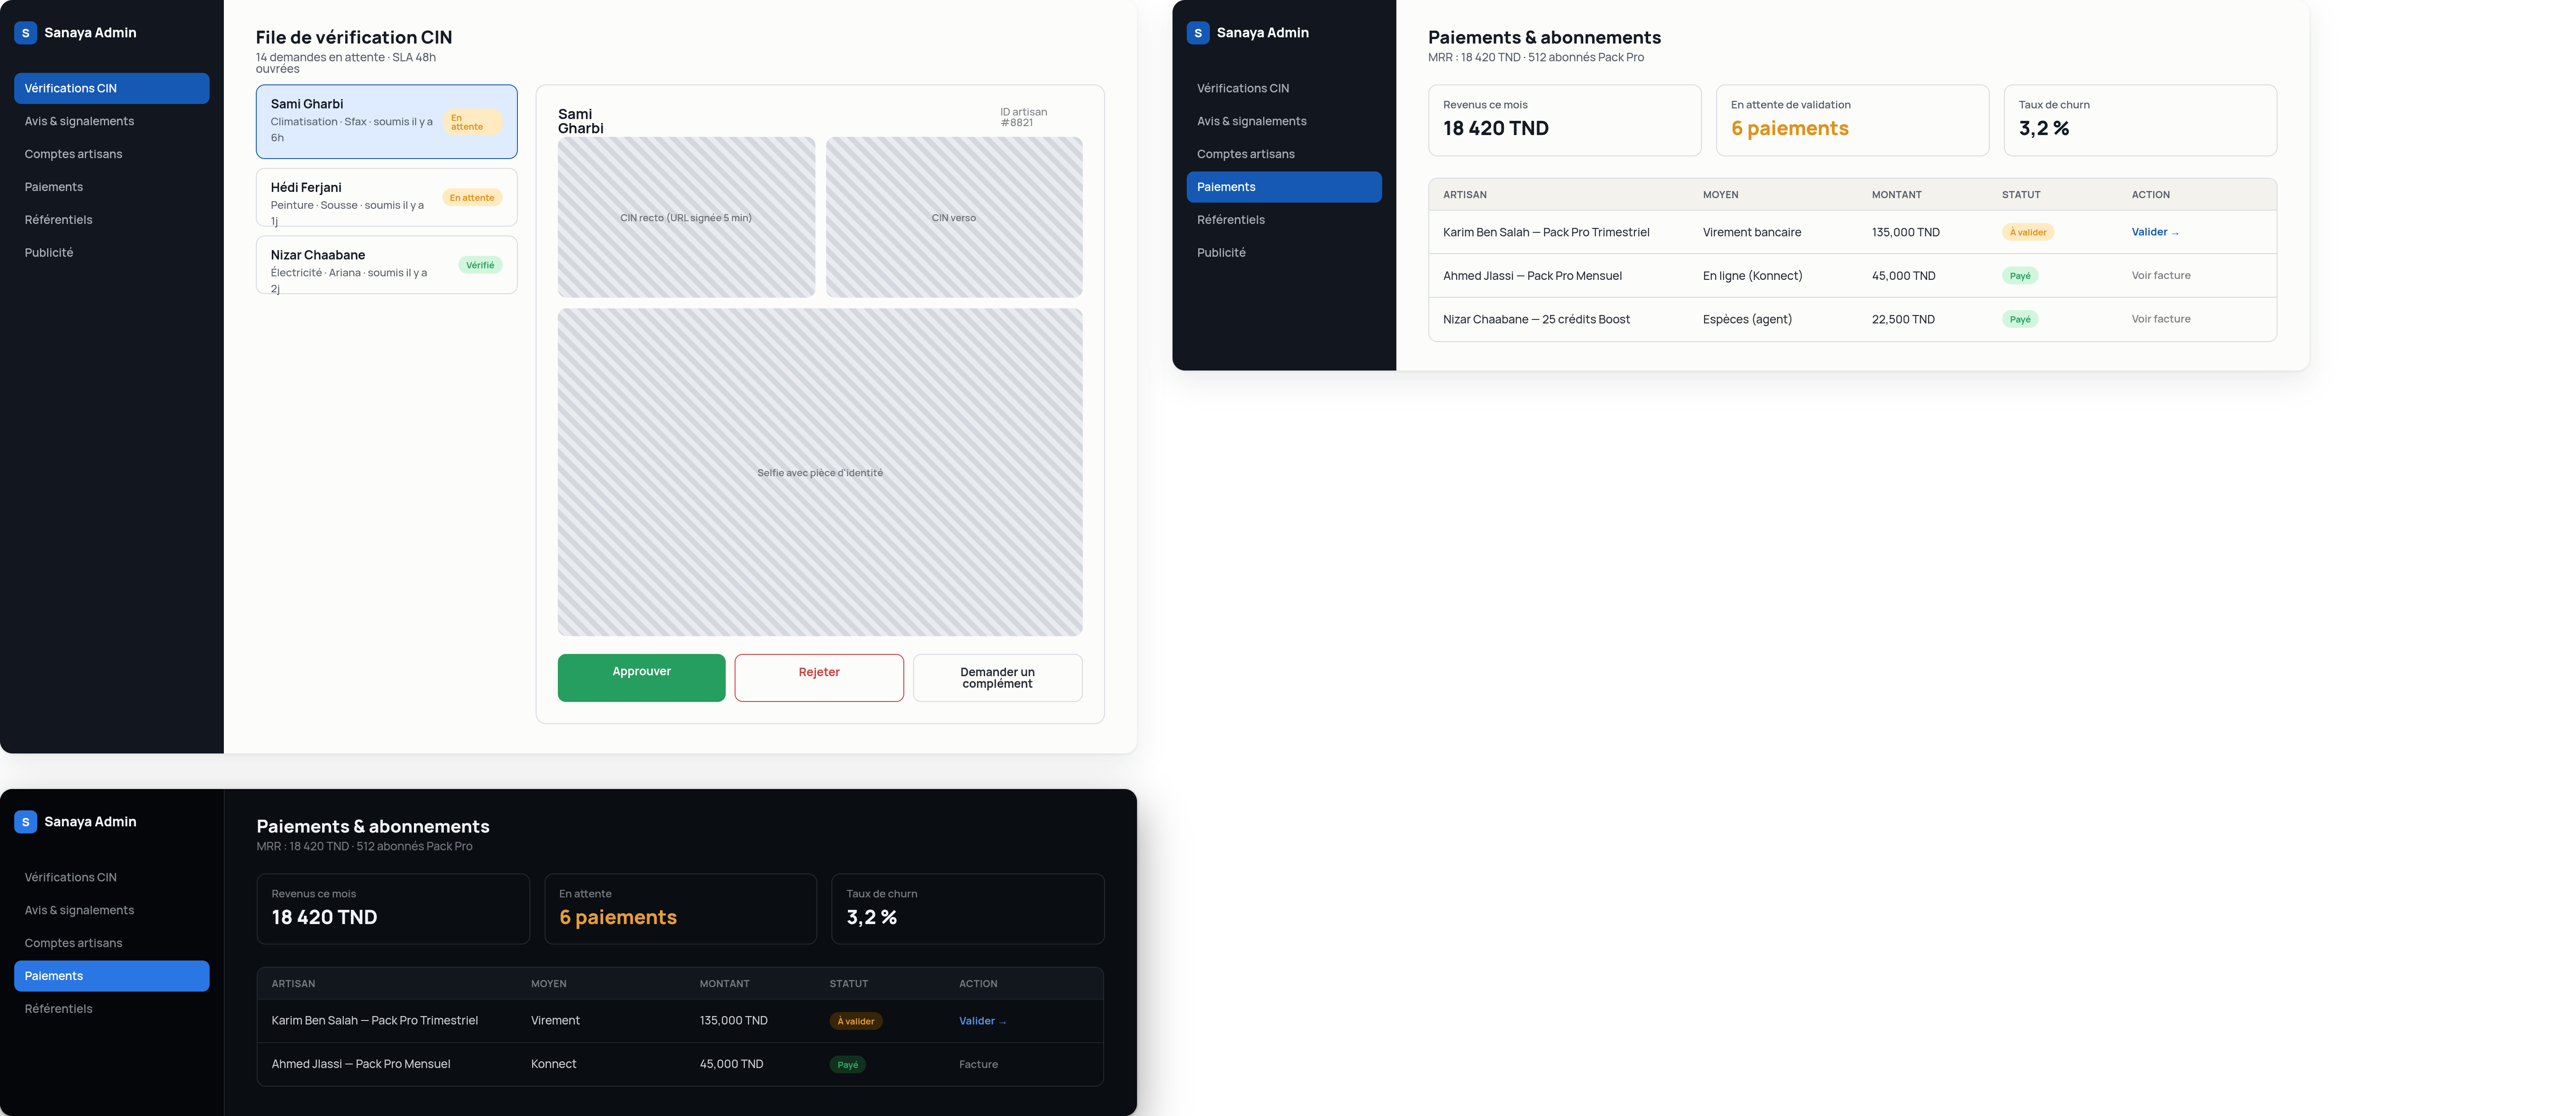 S Sanaya Admin
Vérifications CIN
Avis & signalements
Comptes artisans
Paiements
Référentiels
Publicité
File de vérification CIN
14 demandes en attente · SLA 48h
ouvrées
Sami Gharbi
Climatisation · Sfax · soumis il y a
6h
En
attente
Hédi Ferjani
Peinture · Sousse · soumis il y a
1j
En attente
Nizar Chaabane
Électricité · Ariana · soumis il y a
2j
Vérifié
Sami
Gharbi
ID artisan
#8821
CIN recto (URL signée 5 min)
CIN verso
Selfie avec pièce d'identité
Approuver
Rejeter
Demander un
complément
S Sanaya Admin
Vérifications CIN
Avis & signalements
Comptes artisans
Paiements
Référentiels
Publicité
Paiements & abonnements
MRR : 18 420 TND · 512 abonnés Pack Pro
Revenus ce mois
18 420 TND
En attente de validation
6 paiements
Taux de churn
3,2 %
ARTISAN MOYEN MONTANT STATUT ACTION
Karim Ben Salah — Pack Pro Trimestriel Virement bancaire 135,000 TND À valider Valider →
Ahmed Jlassi — Pack Pro Mensuel En ligne (Konnect) 45,000 TND Payé Voir facture
Nizar Chaabane — 25 crédits Boost Espèces (agent) 22,500 TND Payé Voir facture
S Sanaya Admin
Vérifications CIN
Avis & signalements
Comptes artisans
Paiements
Référentiels
Paiements & abonnements
MRR : 18 420 TND · 512 abonnés Pack Pro
Revenus ce mois
18 420 TND
En attente
6 paiements
Taux de churn
3,2 %
ARTISAN MOYEN MONTANT STATUT ACTION
Karim Ben Salah — Pack Pro Trimestriel Virement 135,000 TND À valider Valider →
Ahmed Jlassi — Pack Pro Mensuel Konnect 45,000 TND Payé Facture